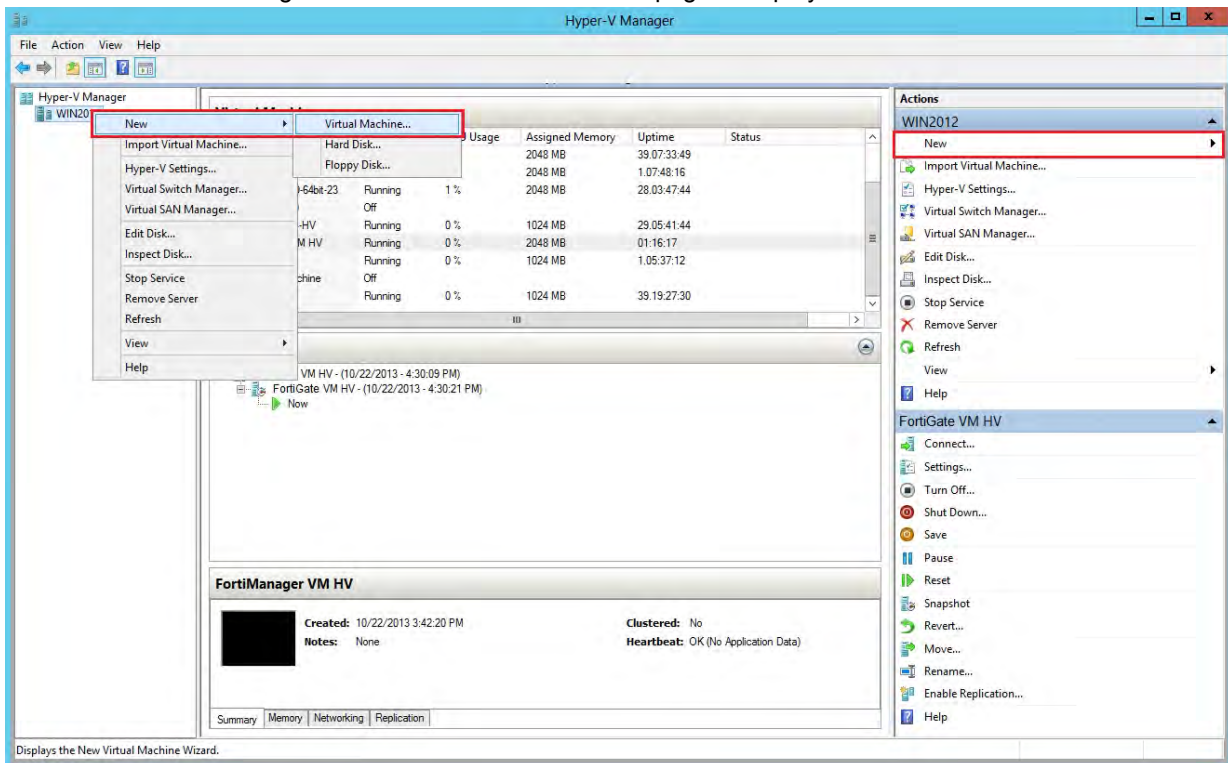 Hyper-V Manager
File Action View Help
Hyper-V Manager
WIN20
New
Import Virtual Machine...
Hyper-V Settings...
Virtual Switch Manager...
Virtual SAN Manager...
Edit Disk...
Inspect Disk...
Stop Service
Remove Server
Refresh
View
Help
Virtual Machine...
Hard Disk...
Floppy Disk...
Usage Assigned Memory Uptime Status
2048 MB 39.07:33:49
2048 MB 1.07:48:16
-64bit-23 Running 1 % 2048 MB 28.03:47:44
Off
-HV Running 0 % 1024 MB 29.05:41:44
M HV Running 0 % 2048 MB 01:16:17
Running 0 % 1024 MB 1.05:37:12
chine Off
Running 0 % 1024 MB 39.19:27:30
VM HV - (10/22/2013 - 4:30:09 PM)
FortiGate VM HV - (10/22/2013 - 4:30:21 PM)
Now
FortiManager VM HV
Created: 10/22/2013 3:42:20 PM Clustered: No
Notes: None Heartbeat: OK (No Application Data)
Summary Memory Networking Replication
Actions
WIN2012
New
Import Virtual Machine...
Hyper-V Settings...
Virtual Switch Manager...
Virtual SAN Manager...
Edit Disk...
Inspect Disk...
Stop Service
Remove Server
Refresh
View
Help
FortiGate VM HV
Connect...
Settings...
Turn Off...
Shut Down...
Save
Pause
Reset
Snapshot
Revert...
Move...
Rename...
Enable Replication...
Help
Displays the New Virtual Machine Wizard.